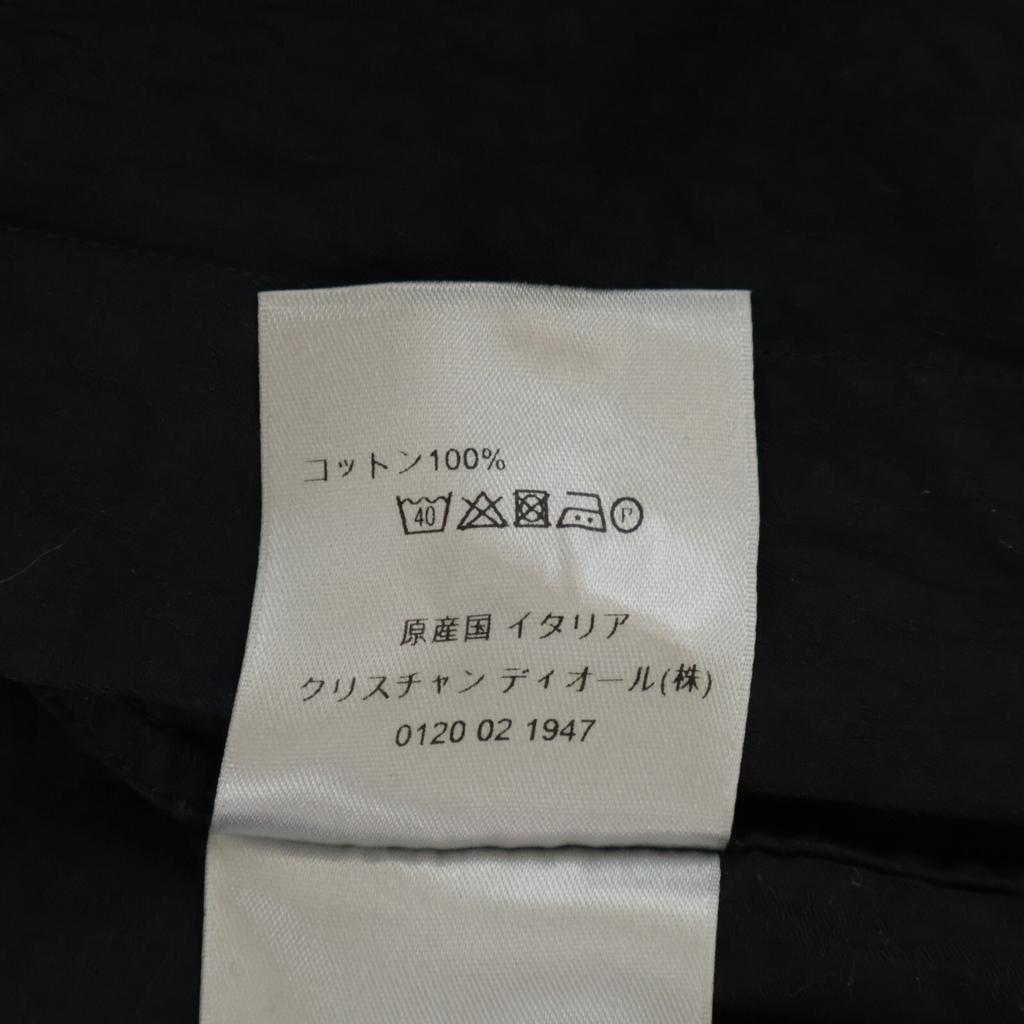 コットン100%
40 P
原産国 イタリア
クリスチャン ディオール(株)
0120 02 1947